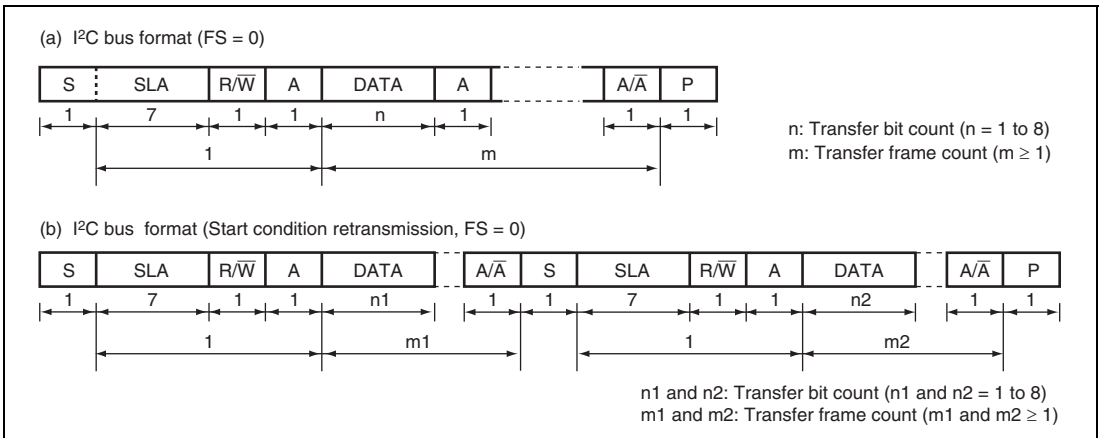 (a) I²C bus format (FS = 0)
S SLA R/W̅ A DATA A A/A̅ P
1 7 1 1 n 1 1 1
1 m
n: Transfer bit count (n = 1 to 8)
m: Transfer frame count (m ≥ 1)
(b) I²C bus format (Start condition retransmission, FS = 0)
S SLA R/W̅ A DATA A/A̅ S SLA R/W̅ A DATA A/A̅ P
1 7 1 1 n1 1 1 7 1 1 n2 1 1
1 m1 1 m2
n1 and n2: Transfer bit count (n1 and n2 = 1 to 8)
m1 and m2: Transfer frame count (m1 and m2 ≥ 1)